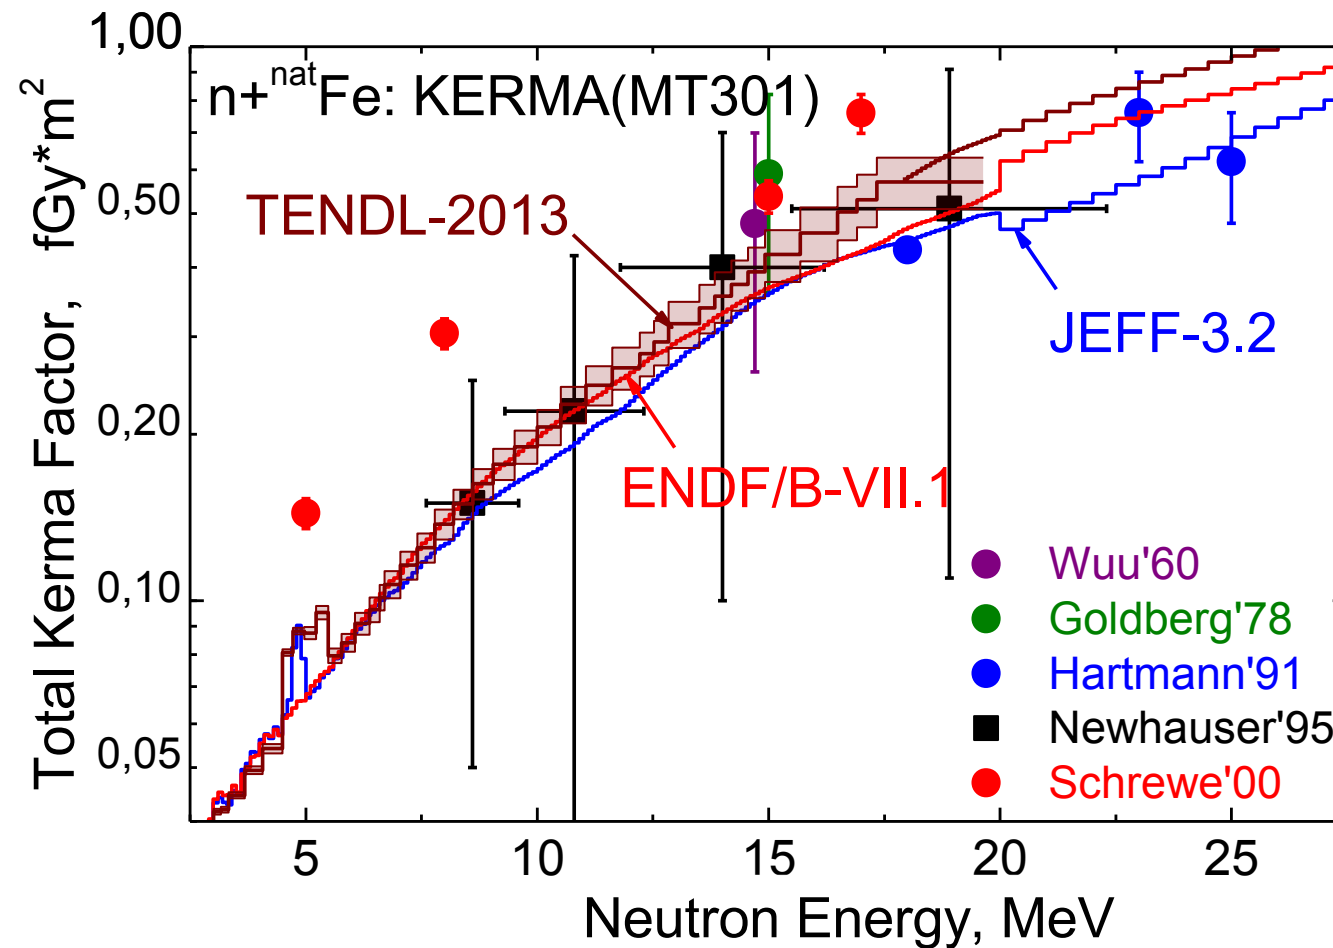 1,00
n+natFe: KERMA(MT301)
TENDL-2013
0,50
JEFF-3.2
0,20
ENDF/B-VII.1
0,10
0,05
Total Kerma Factor, fGy*m2
Wuu'60
Goldberg'78
Hartmann'91
Newhauser'95
Schrewe'00
5 10 15 20 25
Neutron Energy, MeV